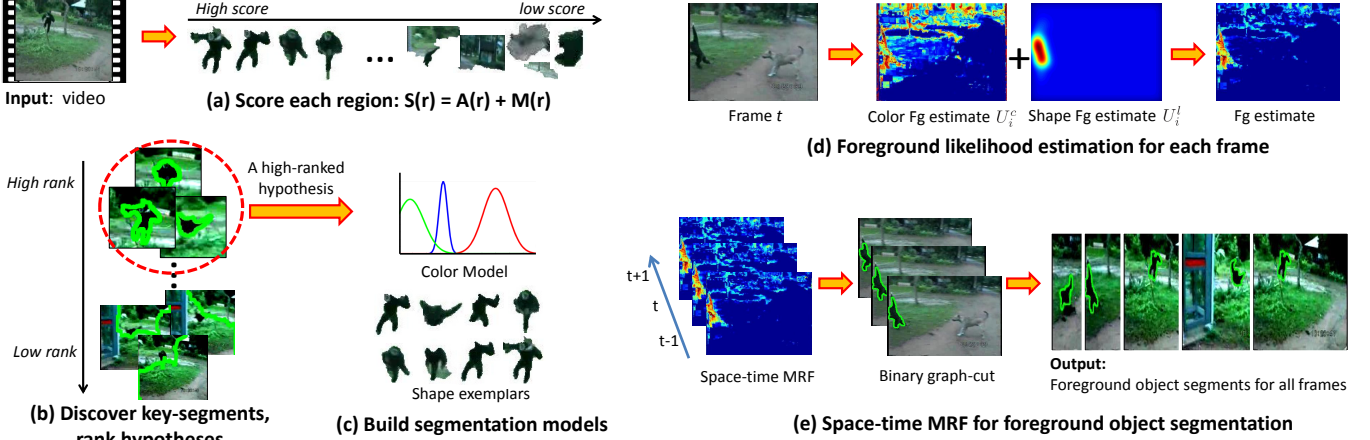 High score
low score
Input: video
(a) Score each region: S(r) = A(r) + M(r)
High rank
A high-ranked
hypothesis
Low rank
(b) Discover key-segments,
rank hypotheses
Color Model
Shape exemplars
(c) Build segmentation models
+
Frame t
Color Fg estimate U_i^c
Shape Fg estimate U_i^l
Fg estimate
(d) Foreground likelihood estimation for each frame
t+1
t
t-1
Space-time MRF
Binary graph-cut
Output:
Foreground object segments for all frames
(e) Space-time MRF for foreground object segmentation